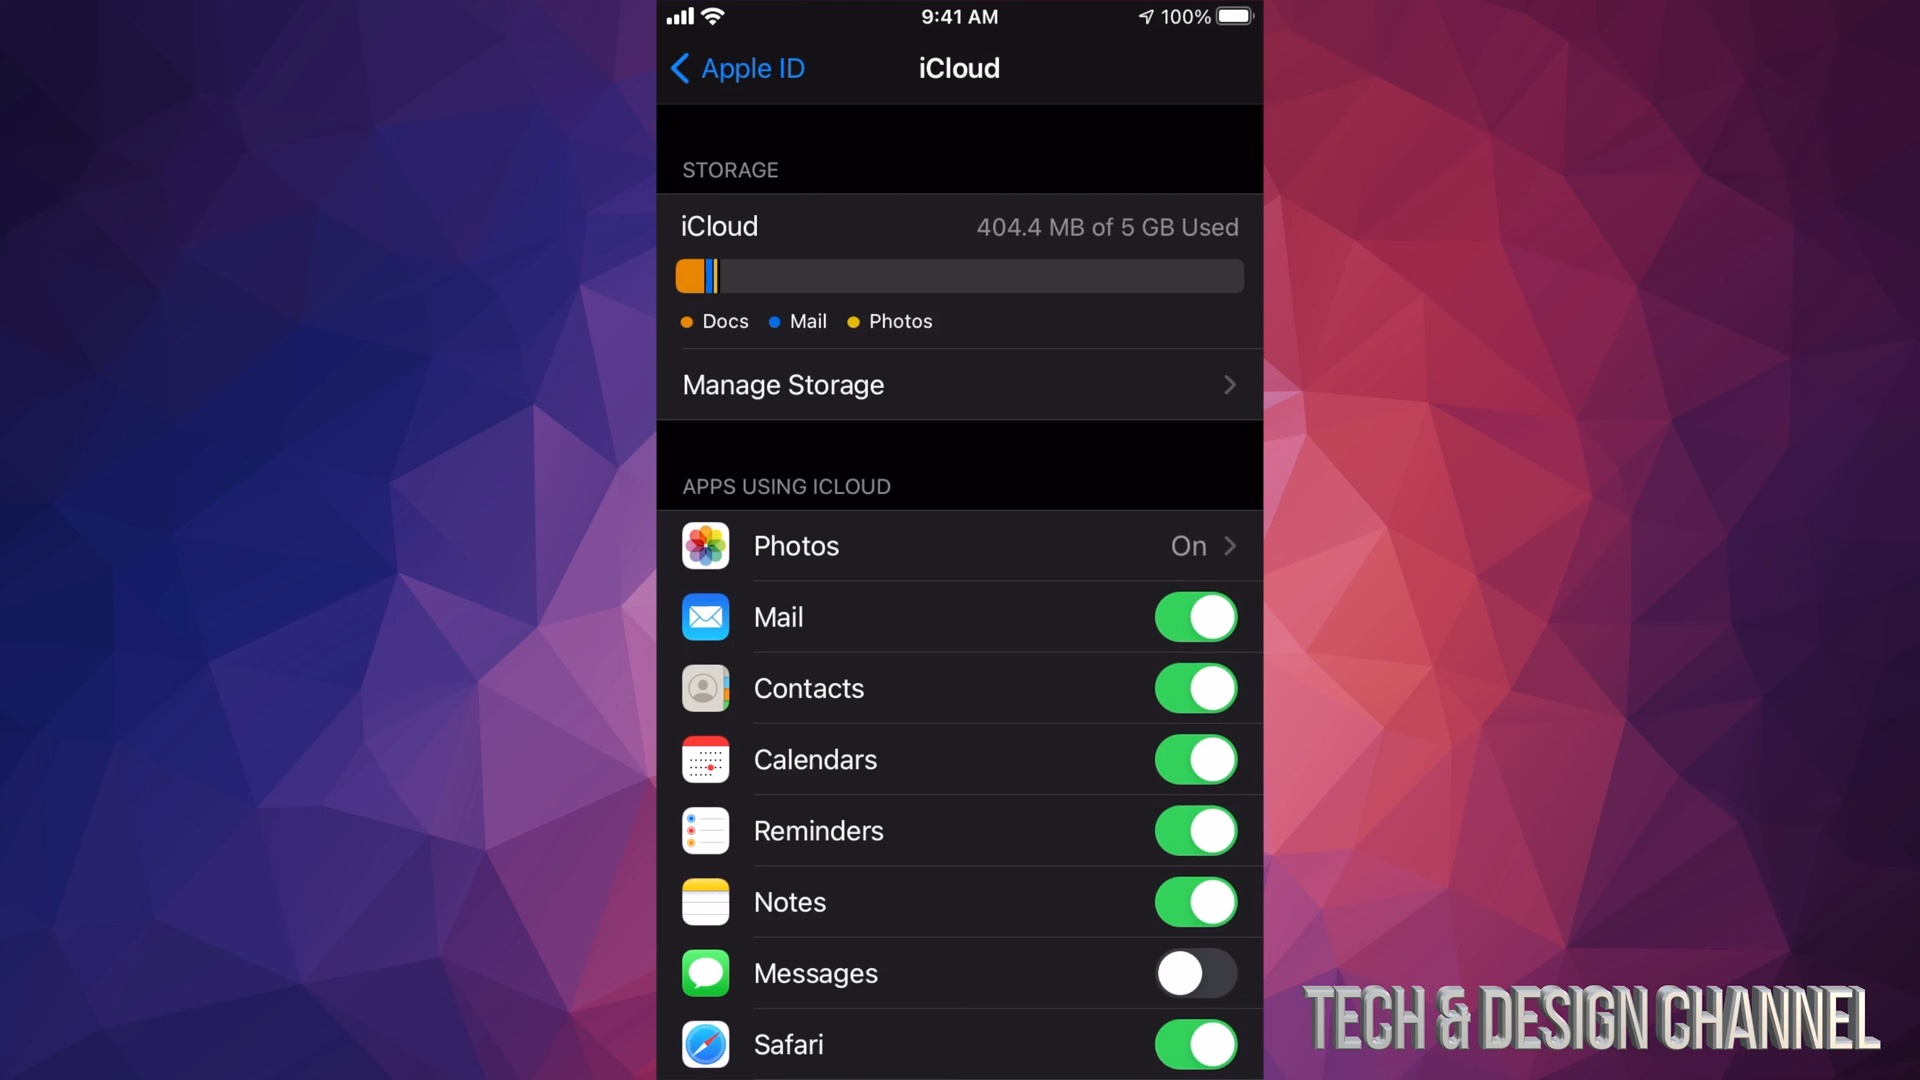 9:41 AM
100%
Apple ID
iCloud
STORAGE
iCloud
404.4 MB of 5 GB Used
Docs
Mail
Photos
Manage Storage
APPS USING ICLOUD
Photos
On
Mail
Contacts
Calendars
Reminders
Notes
Messages
Safari
TECH & DESIGN CHANNEL